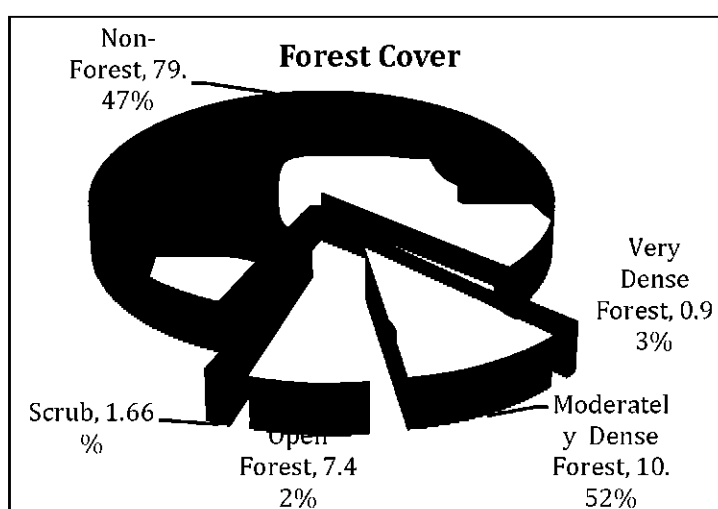 Forest Cover
Non-
Forest, 79.
47%
Very
Dense
Forest, 0.9
3%
Moderatel
y Dense
Forest, 10.
52%
Open
Forest, 7.4
2%
Scrub, 1.66
%